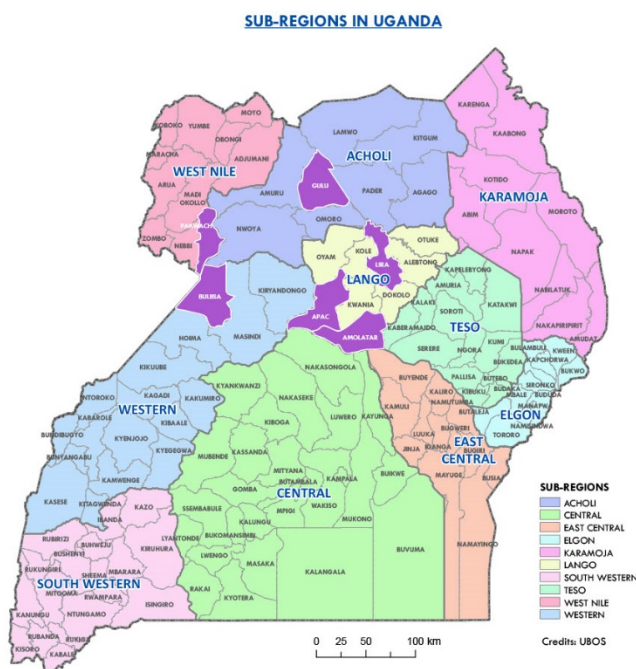 SUB-REGIONS IN UGANDA
KARENGA
KAABONG
MOYO
KOBOKO
YUMBE
OBONGI
LAMWO
KITGUM
MARACHA
ADJUMANI
ACHOLI
WEST NILE
ARUA
MADI
OKOLLO
AMURU
GULU
PADER
AGAGO
KOTIDO
KARAMOJA
MOROTO
ABIM
PAKWACH
ZOMBO
NEBBI
NWOYA
OMORO
OTUKE
NAPAK
OYAM
KOLE
LIRA
ALEBTONG
LANGO
KAPELEBYONG
NABILATUK
BULIISA
KIRYANDONGO
APAC
KWANIA
DOKOLO
AMURIA
KATAKWI
KALAKI
SOROTI
NAKAPIRIPIRIT
AMOLATAR
KABERAMAIDO
TESO
AMUDAT
HOIMA
MASINDI
SERERE
NGORA
KUMI
BULAMBULI
KWEEN
BUKEDEA
KAPCHORWA
BUKWO
KIKUUBE
NAKASONGOLA
BUYENDE
PALLISA
BUTEBO
SIRONKO
KIBUKU
BUDAKA
MBALE
BUDUDA
NTOROKO
KAGADI
KAKUMIRO
KYANKWANZI
NAKASEKE
KALIRO
NAMUTUMBA
WESTERN
KABAROLE
KIBAALE
KIBOGA
LUWERO
KAYUNGA
KAMULI
BUTALEJA
ELGON
BUNDIBUGYO
KYENJOJO
KYEGEGWA
LUUKA
BUGWERI
TORORO
BUNYANGABU
MUBENDE
KASSANDA
JINJA
IGANGA
EAST
CENTRAL
BUGIRI
KAMWENGE
MITYANA
BUTAMBALA
KAMPALA
BUIKWE
MAYUGE
BUSIA
KASESE
GOMBA
CENTRAL
WAKISO
KITAGWENDA
SSEMBABULE
MPIGI
MUKONO
IBANDA
KAZO
KALUNGU
RUBIRIZI
BUHWEJU
KIRUHURA
LYANTONDE
BUKOMANSIMBI
BUSHENYI
NAMAYINGO
BUVUMA
RUKUNGIRI
SHEEMA
MBARARA
LWENGO
MASAKA
KALANGALA
SOUTH WESTERN
MITOOMA
RWAMPARA
KANUNGU
NTUNGAMO
ISINGIRO
RAKAI
KYOTERA
RUBANDA
RUKIGA
KISORO
KABALE
SUB-REGIONS
ACHOLI
CENTRAL
EAST CENTRAL
ELGON
KARAMOJA
LANGO
SOUTH WESTERN
TESO
WEST NILE
WESTERN
0 25 50 100 km
Credits: UBOS